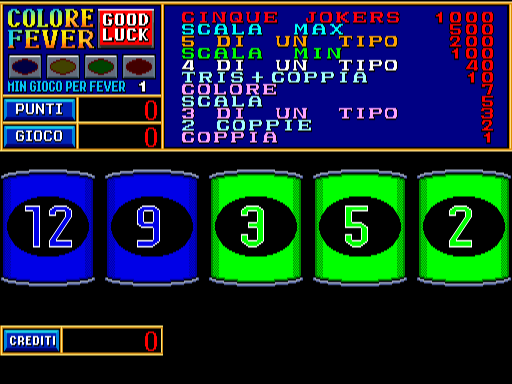 COLORE
FEVER
GOOD
LUCK
MIN GIOCO PER FEVER 1
PUNTI 0
GIOCO 0
CINQUE JOKERS 1000
SCALA MAX 500
5 DI UN TIPO 200
SCALA MIN 100
4 DI UN TIPO 40
TRIS+COPPIA 10
COLORE 7
SCALA 5
3 DI UN TIPO 3
2 COPPIE 2
COPPIA 1
12 9 3 5 2
CREDITI 0